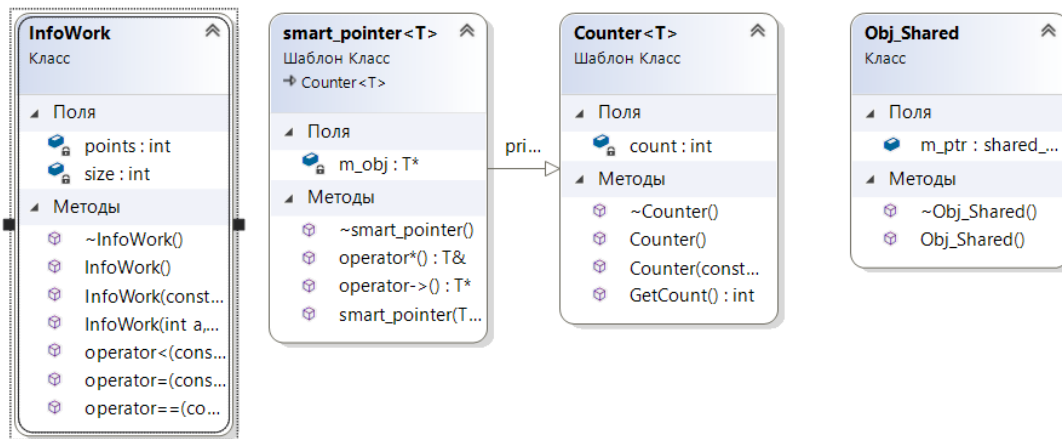 InfoWork
Класс
Поля
points : int
size : int
Методы
~InfoWork()
InfoWork()
InfoWork(const...
InfoWork(int a,...
operator<(cons...
operator=(cons...
operator==(co...
smart_pointer<T>
Шаблон Класс
Counter<T>
Поля
m_obj : T*
Методы
~smart_pointer()
operator*() : T&
operator->() : T*
smart_pointer(T...
pri...
Counter<T>
Шаблон Класс
Поля
count : int
Методы
~Counter()
Counter()
Counter(const...
GetCount() : int
Obj_Shared
Класс
Поля
m_ptr : shared_...
Методы
~Obj_Shared()
Obj_Shared()